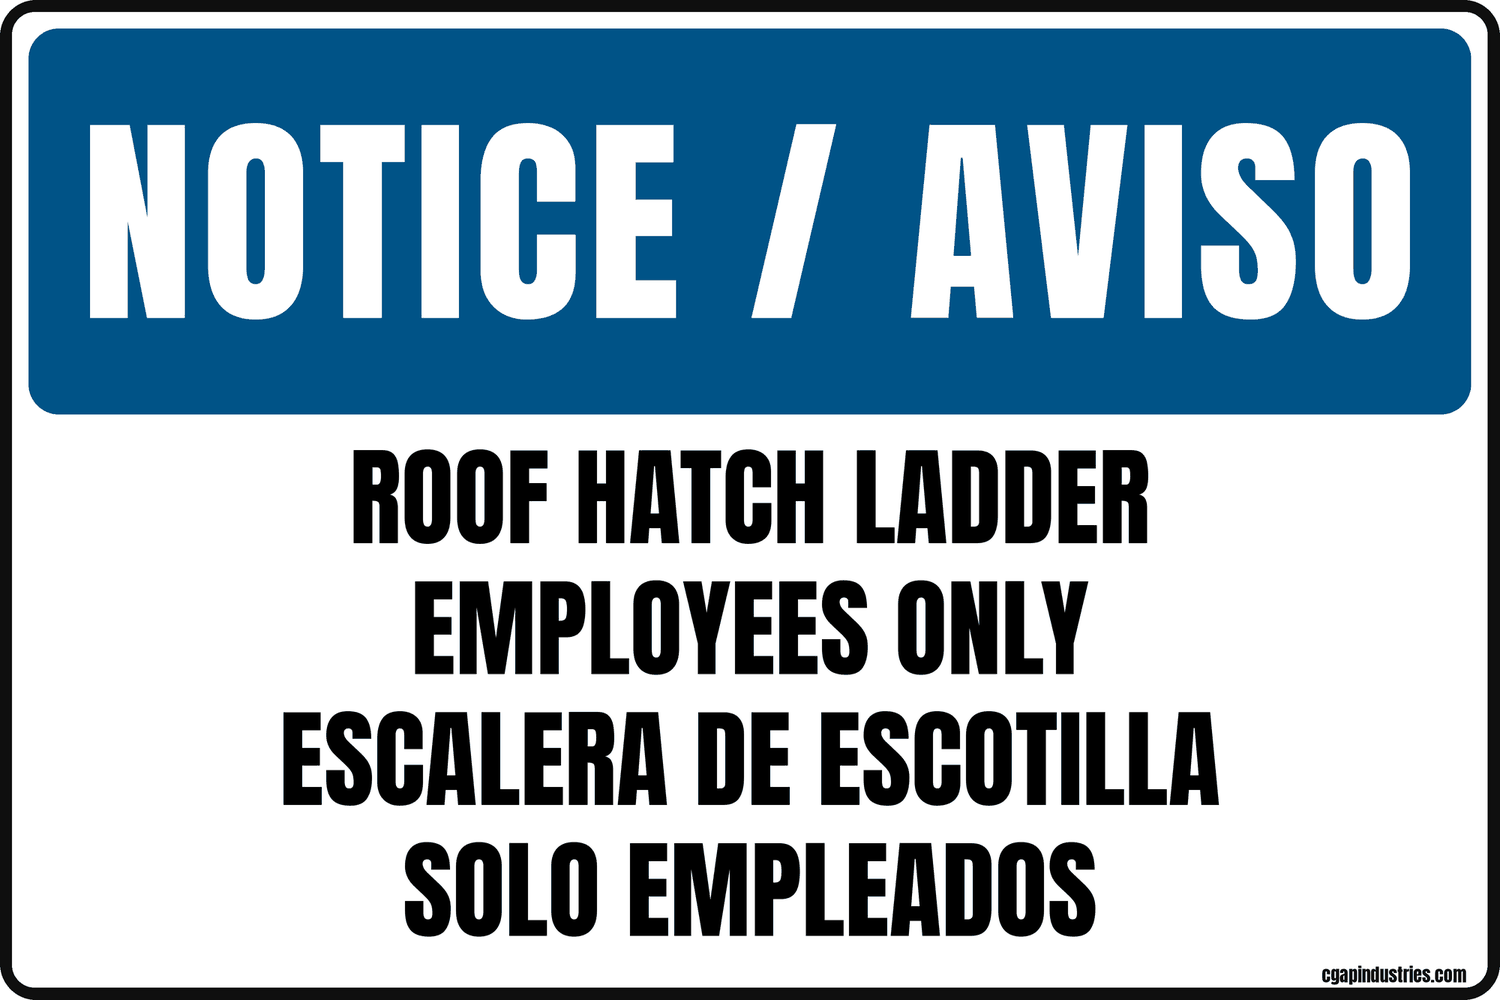 NOTICE / AVISO
ROOF HATCH LADDER
EMPLOYEES ONLY
ESCALERA DE ESCOTILLA
SOLO EMPLEADOS
cgapindustries.com